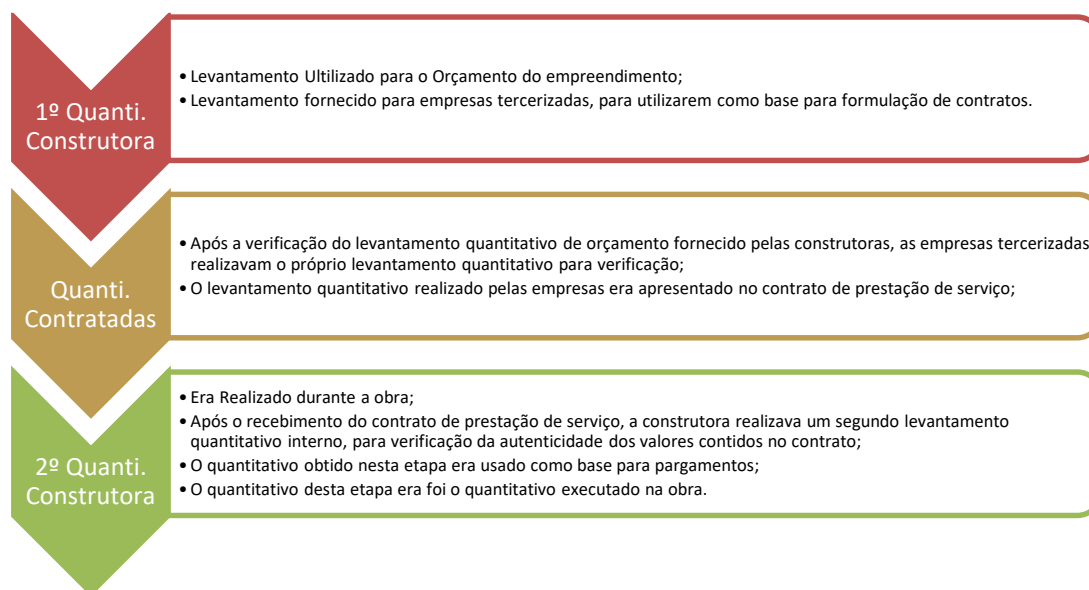 1º Quanti.
Construtora
• Levantamento Ultilizado para o Orçamento do empreendimento;
• Levantamento fornecido para empresas tercerizadas, para utilizarem como base para formulação de contratos.
Quanti.
Contratadas
• Após a verificação do levantamento quantitativo de orçamento fornecido pelas construtoras, as empresas tercerizadas
realizavam o próprio levantamento quantitativo para verificação;
• O levantamento quantitativo realizado pelas empresas era apresentado no contrato de prestação de serviço;
2º Quanti.
Construtora
• Era Realizado durante a obra;
• Após o recebimento do contrato de prestação de serviço, a construtora realizava um segundo levantamento
quantitativo interno, para verificação da autenticidade dos valores contidos no contrato;
• O quantitativo obtido nesta etapa era usado como base para pargamentos;
• O quantitativo desta etapa era foi o quantitativo executado na obra.